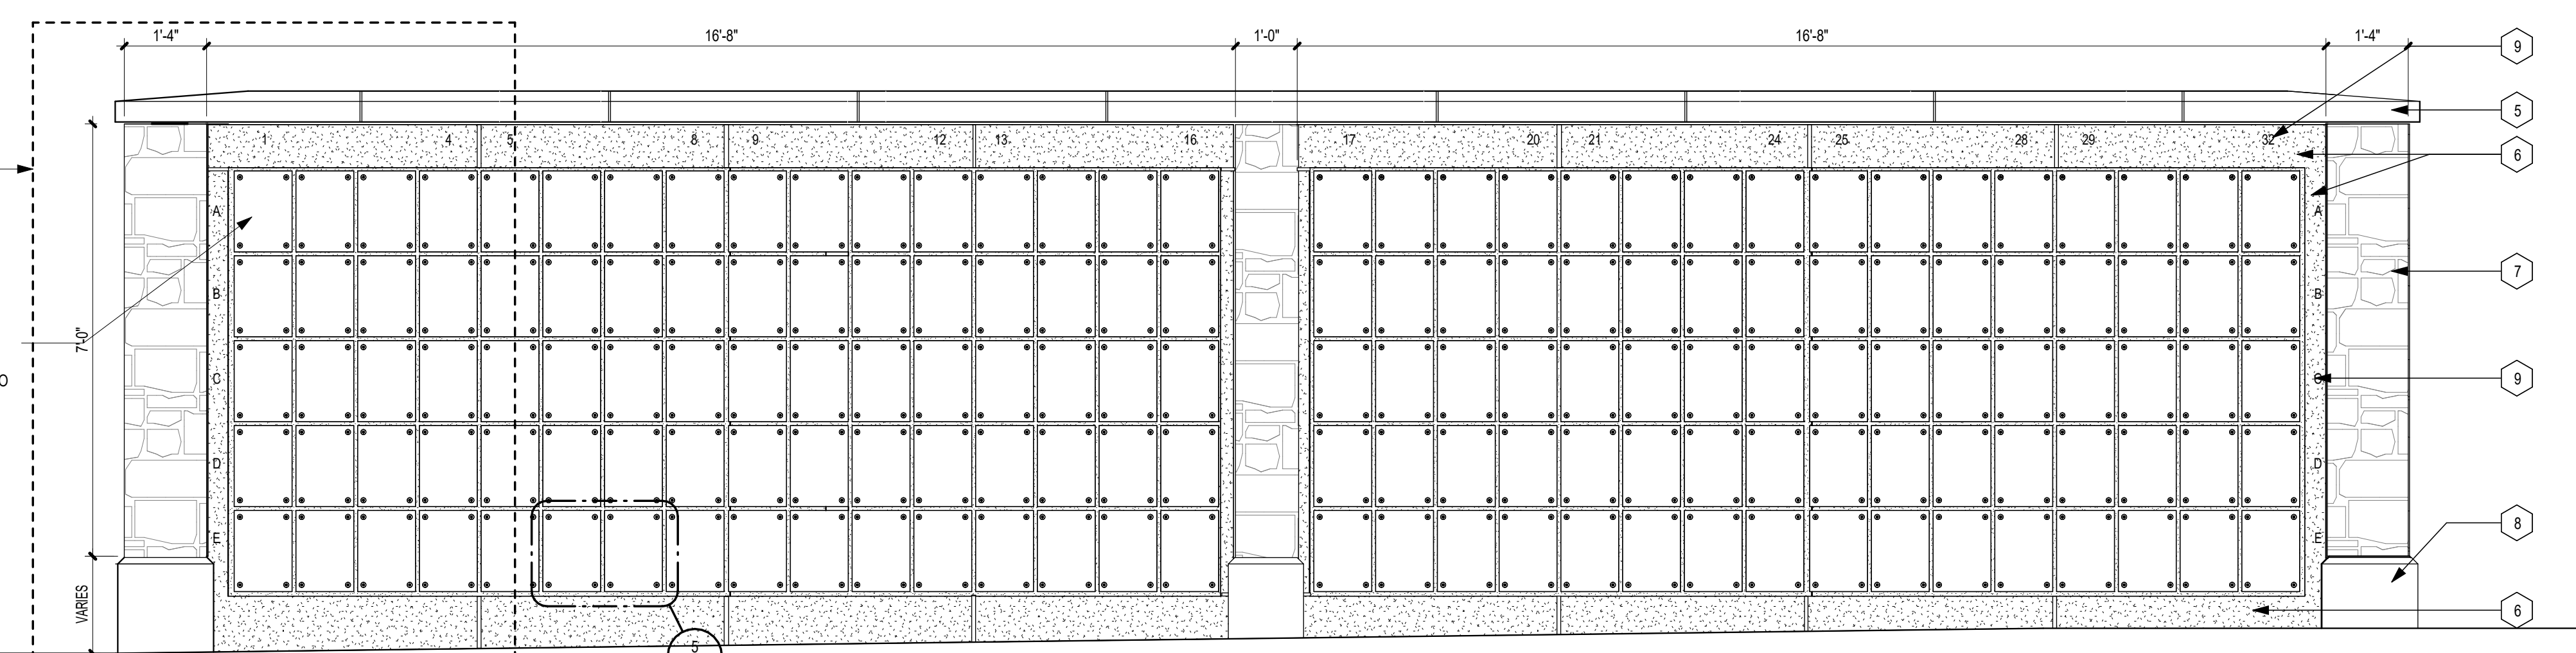 1'-4" 16'-8" 1'-0" 16'-8" 1'-4"
9
5
1 4 5 8 9 12 13 16 17 20 21 24 25 28 29 32
6
A A
7
B B
7'-0"
O C C 9
D D
8
E E
VARIES
6
5